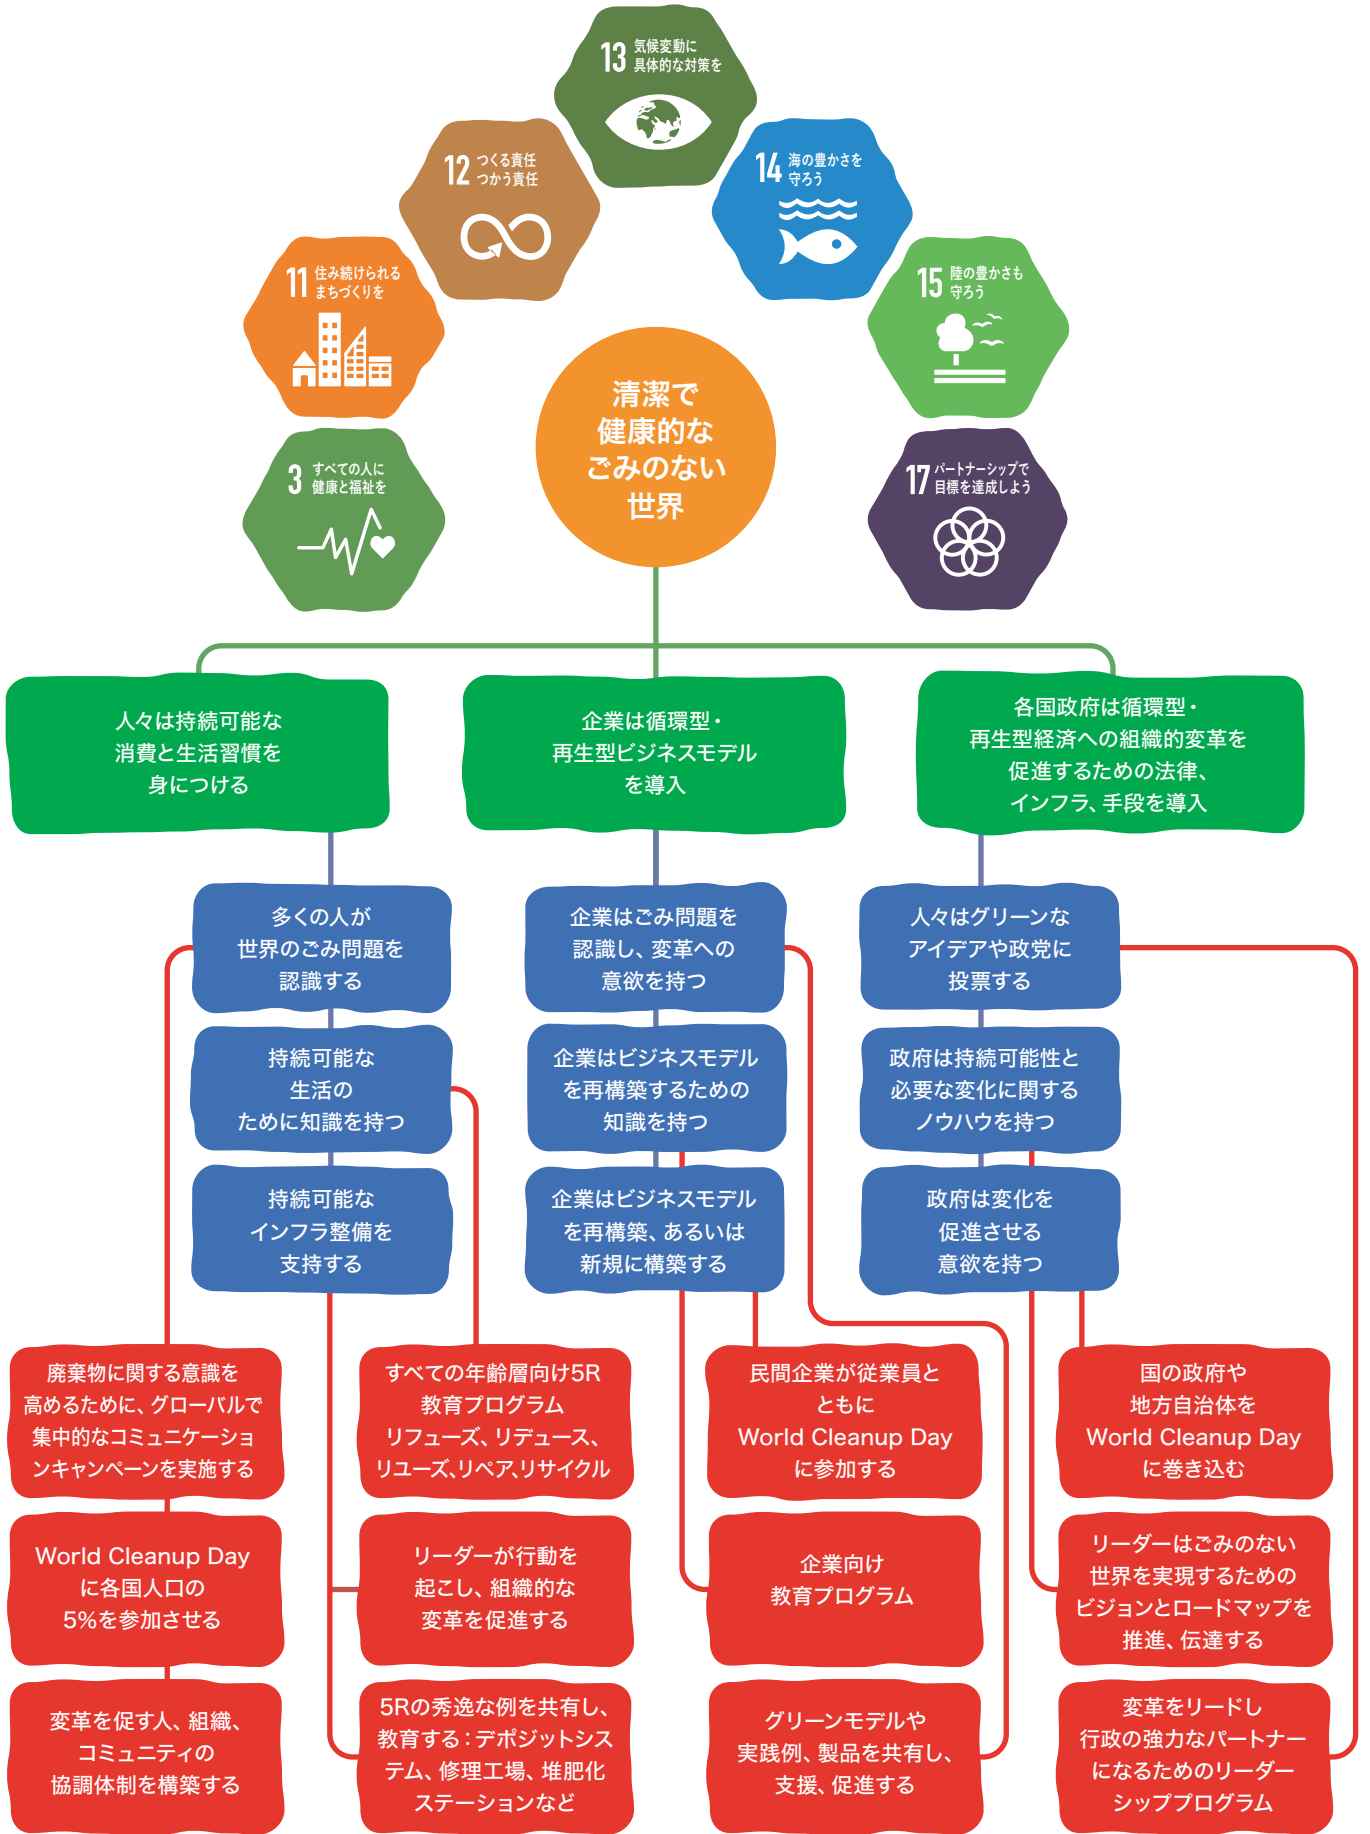 13 気候変動に
具体的な対策を
12 つくる責任
つかう責任
14 海の豊かさを
守ろう
11 住み続けられる
まちづくりを
15 陸の豊かさも
守ろう
清潔で
健康的な
ごみのない
世界
3 すべての人に
健康と福祉を
17 パートナーシップで
目標を達成しよう
人々は持続可能な
消費と生活習慣を
身につける
企業は循環型・
再生型ビジネスモデル
を導入
各国政府は循環型・
再生型経済への組織的変革を
促進するための法律、
インフラ、手段を導入
多くの人が
世界のごみ問題を
認識する
企業はごみ問題を
認識し、変革への
意欲を持つ
人々はグリーンな
アイデアや政党に
投票する
持続可能な
生活の
ために知識を持つ
企業はビジネスモデル
を再構築するための
知識を持つ
政府は持続可能性と
必要な変化に関する
ノウハウを持つ
持続可能な
インフラ整備を
支持する
企業はビジネスモデル
を再構築、あるいは
新規に構築する
政府は変化を
促進させる
意欲を持つ
廃棄物に関する意識を
高めるために、グローバルで
集中的なコミュニケーショ
ンキャンペーンを実施する
すべての年齢層向け5R
教育プログラム
リフューズ、リデュース、
リユーズ、リペア、リサイクル
民間企業が従業員と
ともに
World Cleanup Day
に参加する
国の政府や
地方自治体を
World Cleanup Day
に巻き込む
World Cleanup Day
に各国人口の
5%を参加させる
リーダーが行動を
起こし、組織的な
変革を促進する
企業向け
教育プログラム
リーダーはごみのない
世界を実現するための
ビジョンとロードマップを
推進、伝達する
変革を促す人、組織、
コミュニティの
協調体制を構築する
5Rの秀逸な例を共有し、
教育する：デポジットシス
テム、修理工場、堆肥化
ステーションなど
グリーンモデルや
実践例、製品を共有し、
支援、促進する
変革をリードし
行政の強力なパートナー
になるためのリーダー
シッププログラム